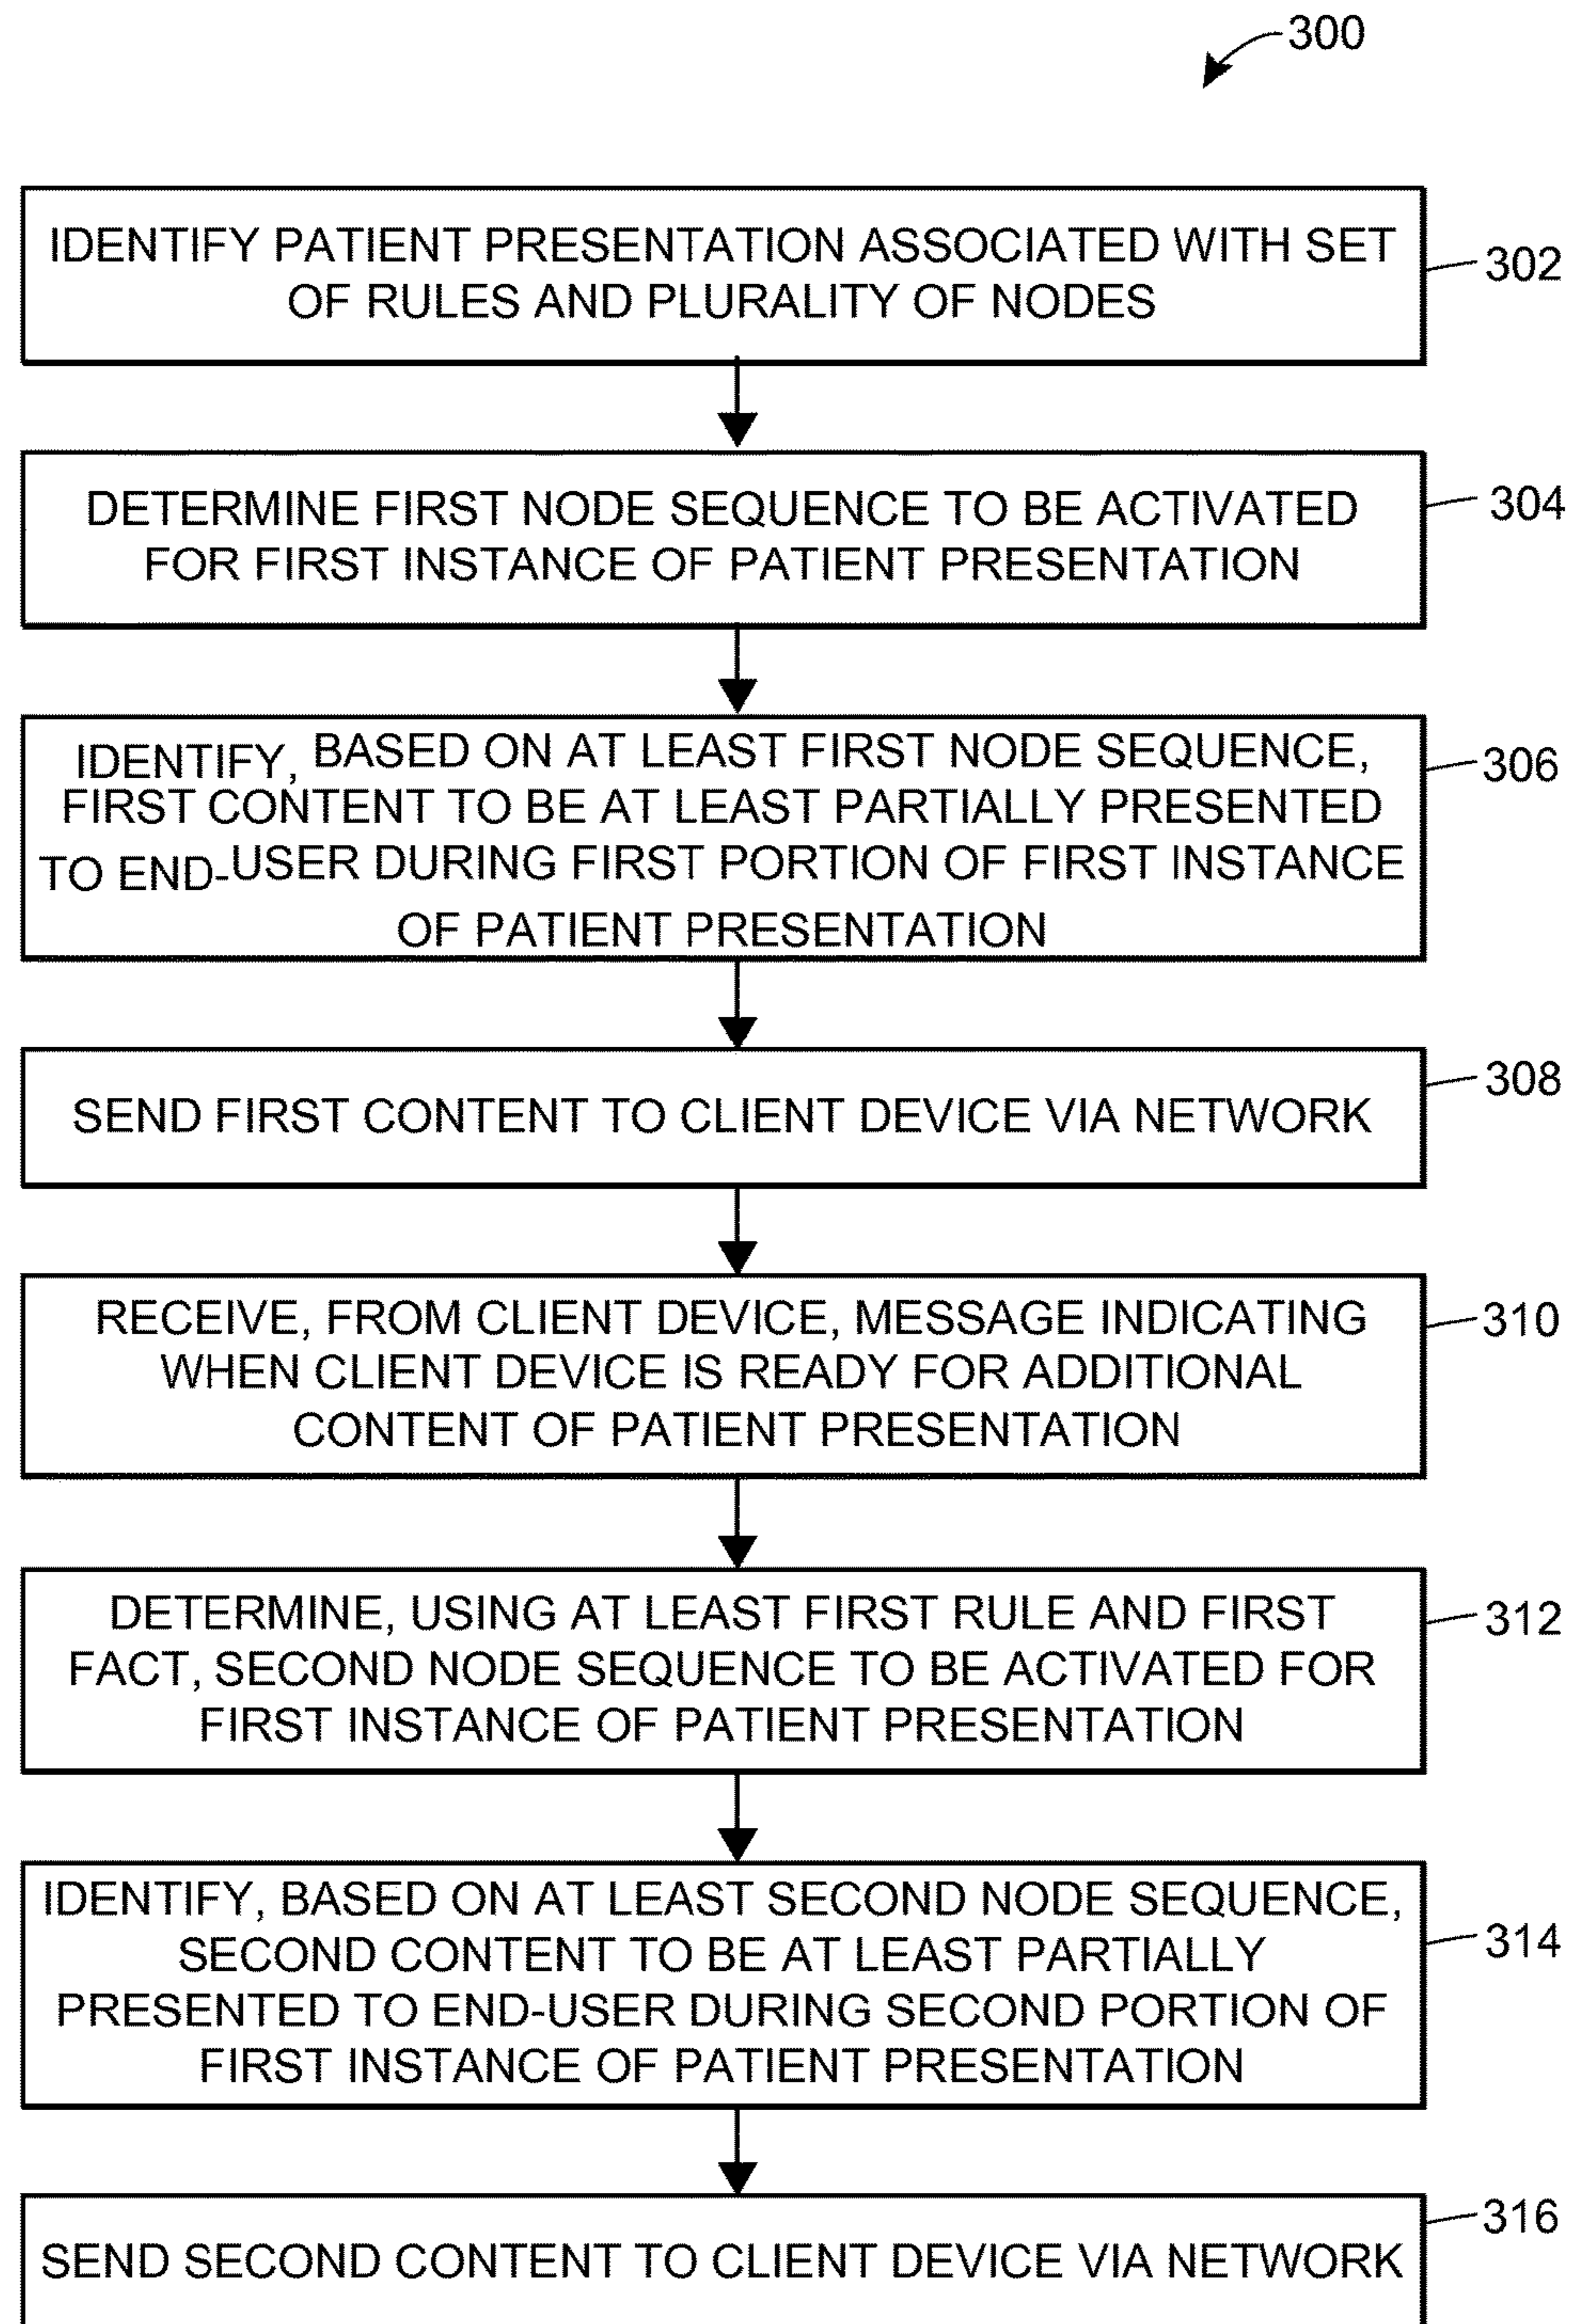 300
IDENTIFY PATIENT PRESENTATION ASSOCIATED WITH SET
OF RULES AND PLURALITY OF NODES
302
DETERMINE FIRST NODE SEQUENCE TO BE ACTIVATED
FOR FIRST INSTANCE OF PATIENT PRESENTATION
304
IDENTIFY, BASED ON AT LEAST FIRST NODE SEQUENCE,
FIRST CONTENT TO BE AT LEAST PARTIALLY PRESENTED
TO END-USER DURING FIRST PORTION OF FIRST INSTANCE
OF PATIENT PRESENTATION
306
SEND FIRST CONTENT TO CLIENT DEVICE VIA NETWORK
308
RECEIVE, FROM CLIENT DEVICE, MESSAGE INDICATING
WHEN CLIENT DEVICE IS READY FOR ADDITIONAL
CONTENT OF PATIENT PRESENTATION
310
DETERMINE, USING AT LEAST FIRST RULE AND FIRST
FACT, SECOND NODE SEQUENCE TO BE ACTIVATED FOR
FIRST INSTANCE OF PATIENT PRESENTATION
312
IDENTIFY, BASED ON AT LEAST SECOND NODE SEQUENCE,
SECOND CONTENT TO BE AT LEAST PARTIALLY
PRESENTED TO END-USER DURING SECOND PORTION OF
FIRST INSTANCE OF PATIENT PRESENTATION
314
SEND SECOND CONTENT TO CLIENT DEVICE VIA NETWORK
316